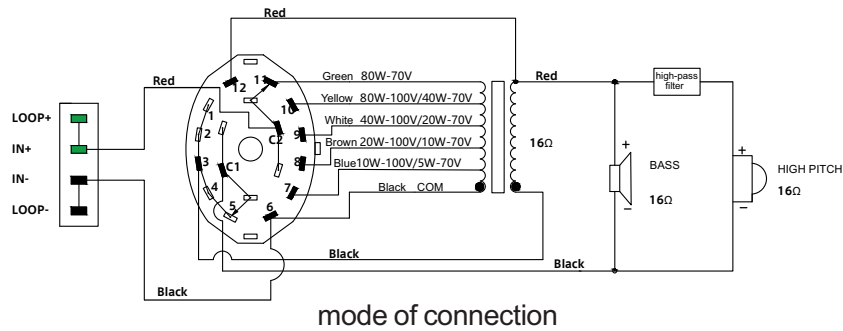 Red
Red
LOOP+
IN+
IN-
LOOP-
12
11
10
9
8
7
6
5
4
3
2
1
C2
C1
Green 80W-70V
Yellow 80W-100V/40W-70V
White 40W-100V/20W-70V
Brown 20W-100V/10W-70V
Blue10W-100V/5W-70V
Black COM
Red
high-pass
filter
16Ω
+
BASS
16Ω
−
+
HIGH PITCH
16Ω
−
Black
Black
Black
mode of connection